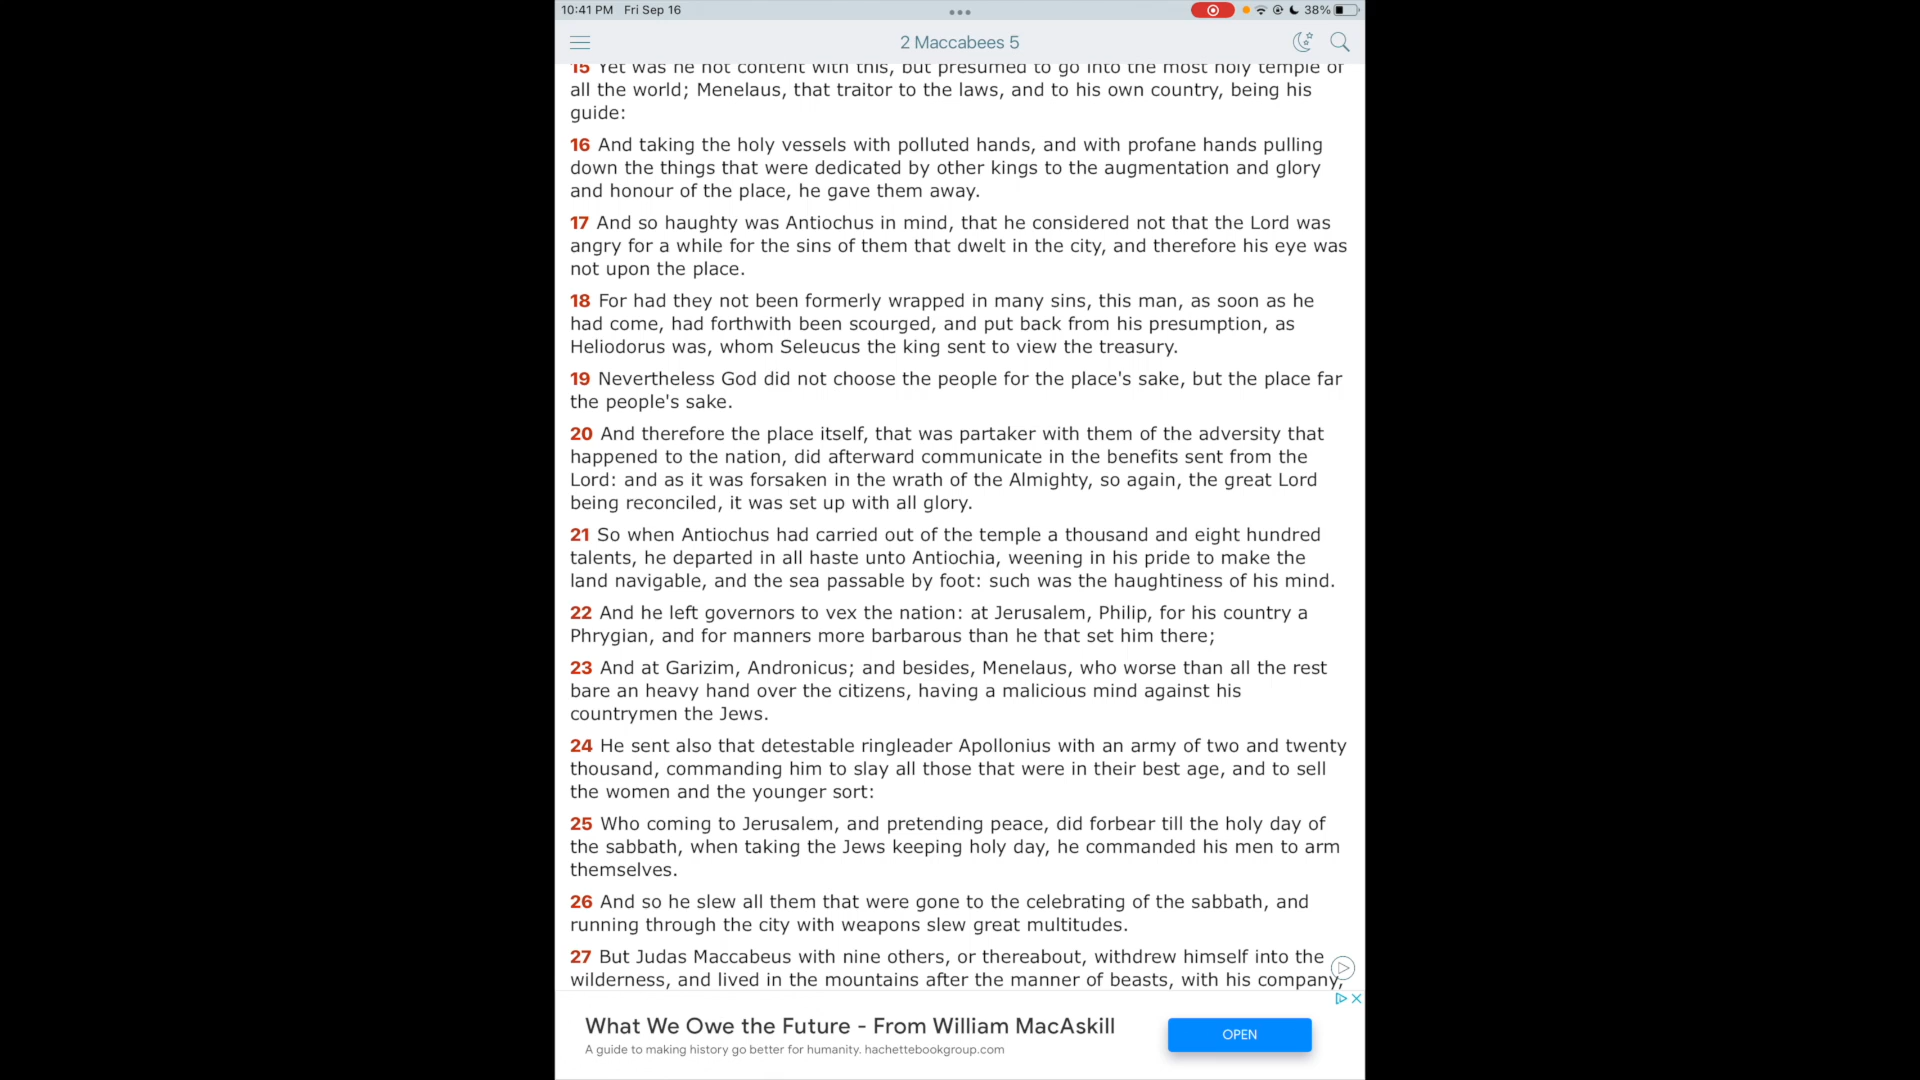 10:41 PM Fri Sep 16
38%
2 Maccabees 5
15 Yet was he not content with this, but presumed to go into the most holy temple of
all the world; Menelaus, that traitor to the laws, and to his own country, being his
guide:
16 And taking the holy vessels with polluted hands, and with profane hands pulling
down the things that were dedicated by other kings to the augmentation and glory
and honour of the place, he gave them away.
17 And so haughty was Antiochus in mind, that he considered not that the Lord was
angry for a while for the sins of them that dwelt in the city, and therefore his eye was
not upon the place.
18 For had they not been formerly wrapped in many sins, this man, as soon as he
had come, had forthwith been scourged, and put back from his presumption, as
Heliodorus was, whom Seleucus the king sent to view the treasury.
19 Nevertheless God did not choose the people for the place's sake, but the place far
the people's sake.
20 And therefore the place itself, that was partaker with them of the adversity that
happened to the nation, did afterward communicate in the benefits sent from the
Lord: and as it was forsaken in the wrath of the Almighty, so again, the great Lord
being reconciled, it was set up with all glory.
21 So when Antiochus had carried out of the temple a thousand and eight hundred
talents, he departed in all haste unto Antiochia, weening in his pride to make the
land navigable, and the sea passable by foot: such was the haughtiness of his mind.
22 And he left governors to vex the nation: at Jerusalem, Philip, for his country a
Phrygian, and for manners more barbarous than he that set him there;
23 And at Garizim, Andronicus; and besides, Menelaus, who worse than all the rest
bare an heavy hand over the citizens, having a malicious mind against his
countrymen the Jews.
24 He sent also that detestable ringleader Apollonius with an army of two and twenty
thousand, commanding him to slay all those that were in their best age, and to sell
the women and the younger sort:
25 Who coming to Jerusalem, and pretending peace, did forbear till the holy day of
the sabbath, when taking the Jews keeping holy day, he commanded his men to arm
themselves.
26 And so he slew all them that were gone to the celebrating of the sabbath, and
running through the city with weapons slew great multitudes.
27 But Judas Maccabeus with nine others, or thereabout, withdrew himself into the
wilderness, and lived in the mountains after the manner of beasts, with his company,
What We Owe the Future - From William MacAskill
A guide to making history go better for humanity. hachettebookgroup.com
OPEN